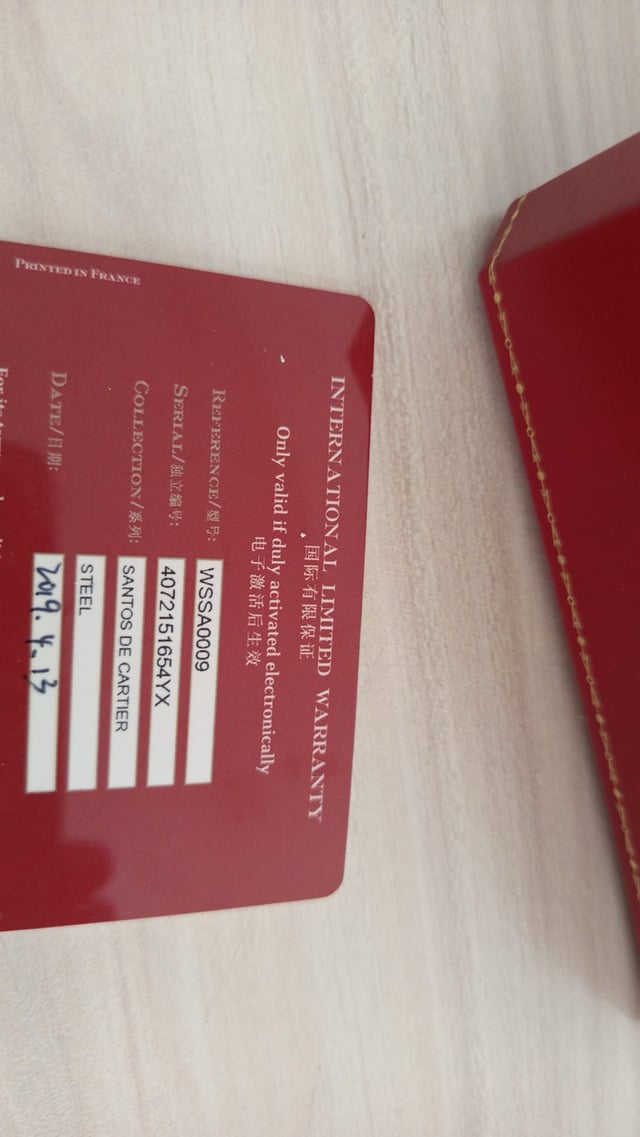 INTERNATIONAL LIMITED WARRANTY
国际有限保证
Only valid if duly activated electronically
电子激活后生效
REFERENCE/型号: WSSA0009
SERIAL/独立编号: 4072151654YX
COLLECTION/系列: SANTOS DE CARTIER
STEEL
DATE/日期: 2019.4.13
PRINTED IN FRANCE